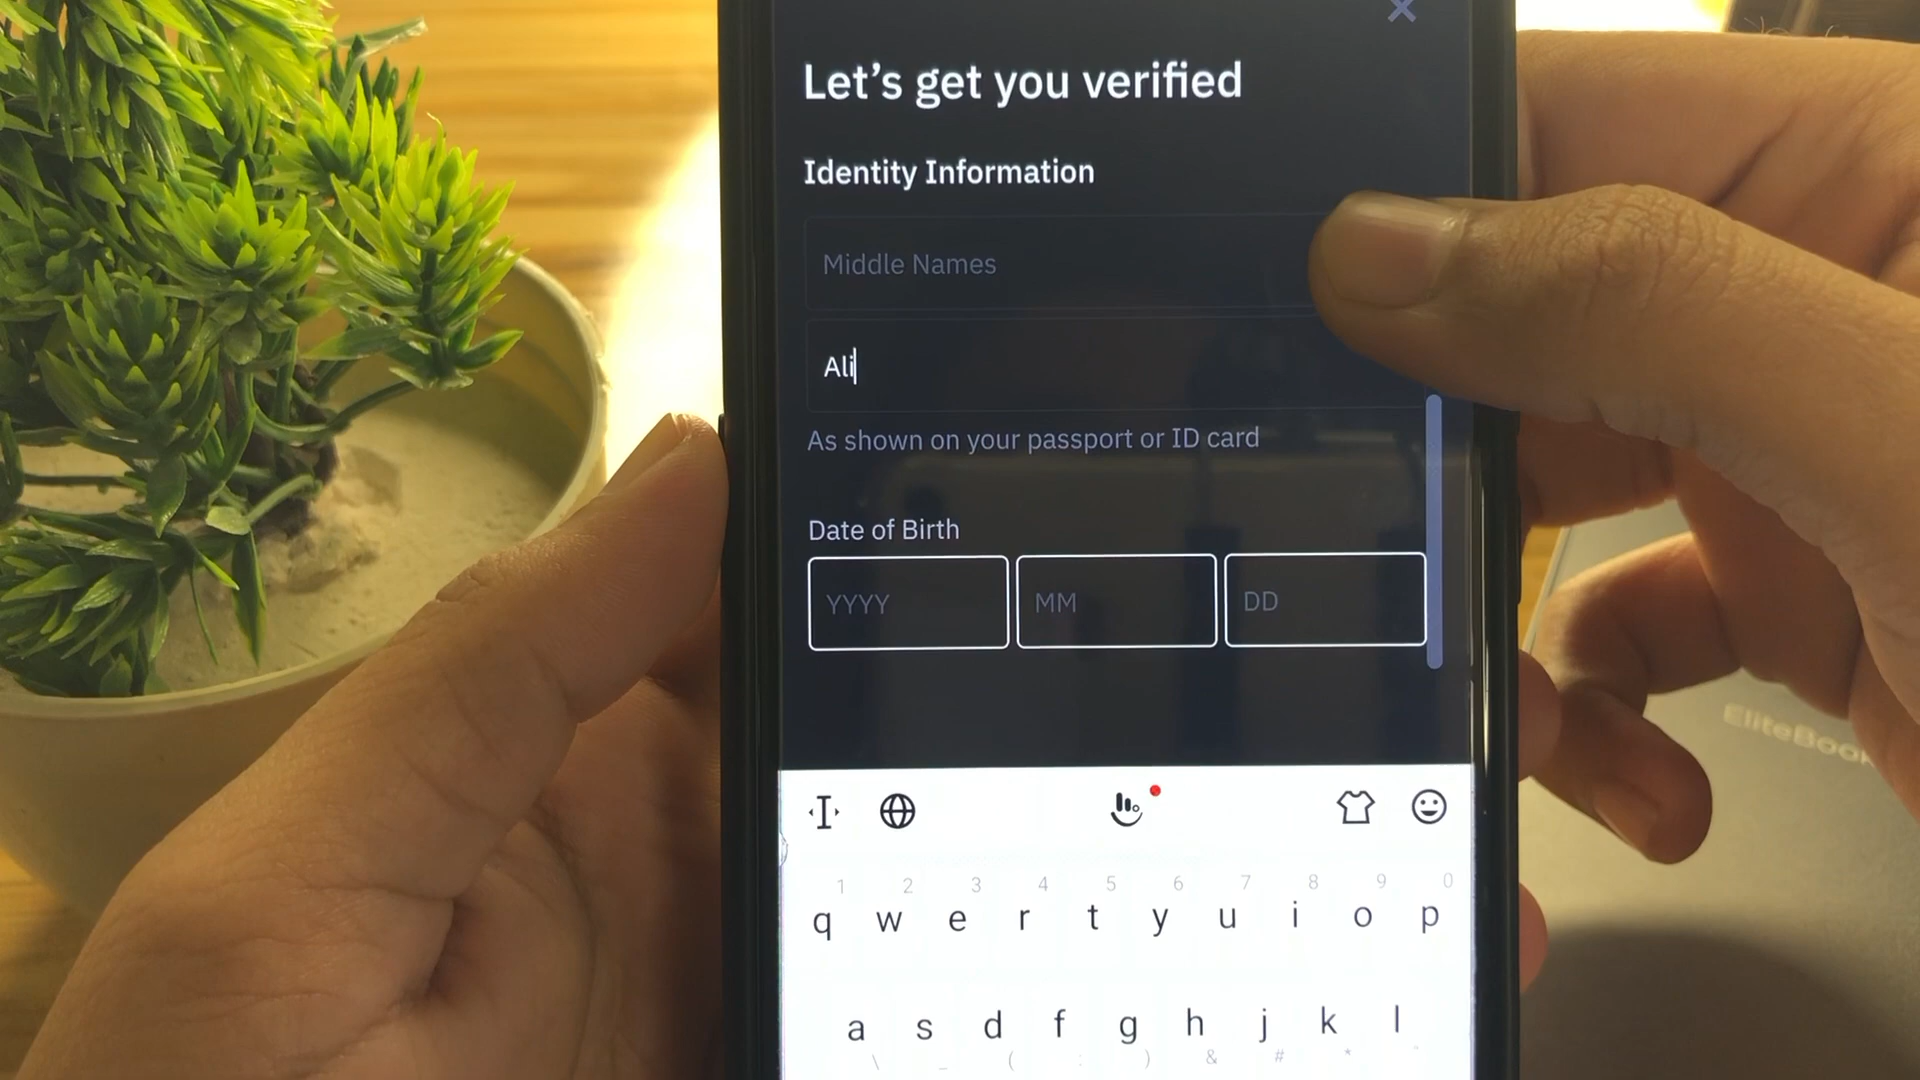 Let’s get you verified
Identity Information
Middle Names
Ali
As shown on your passport or ID card
Date of Birth
YYYY MM DD
EliteBook
1 2 3 4 5 6 7 8 9 0
q w e r t y u i o p
a s d f g h j k l
\ _ ( : ) & # * "